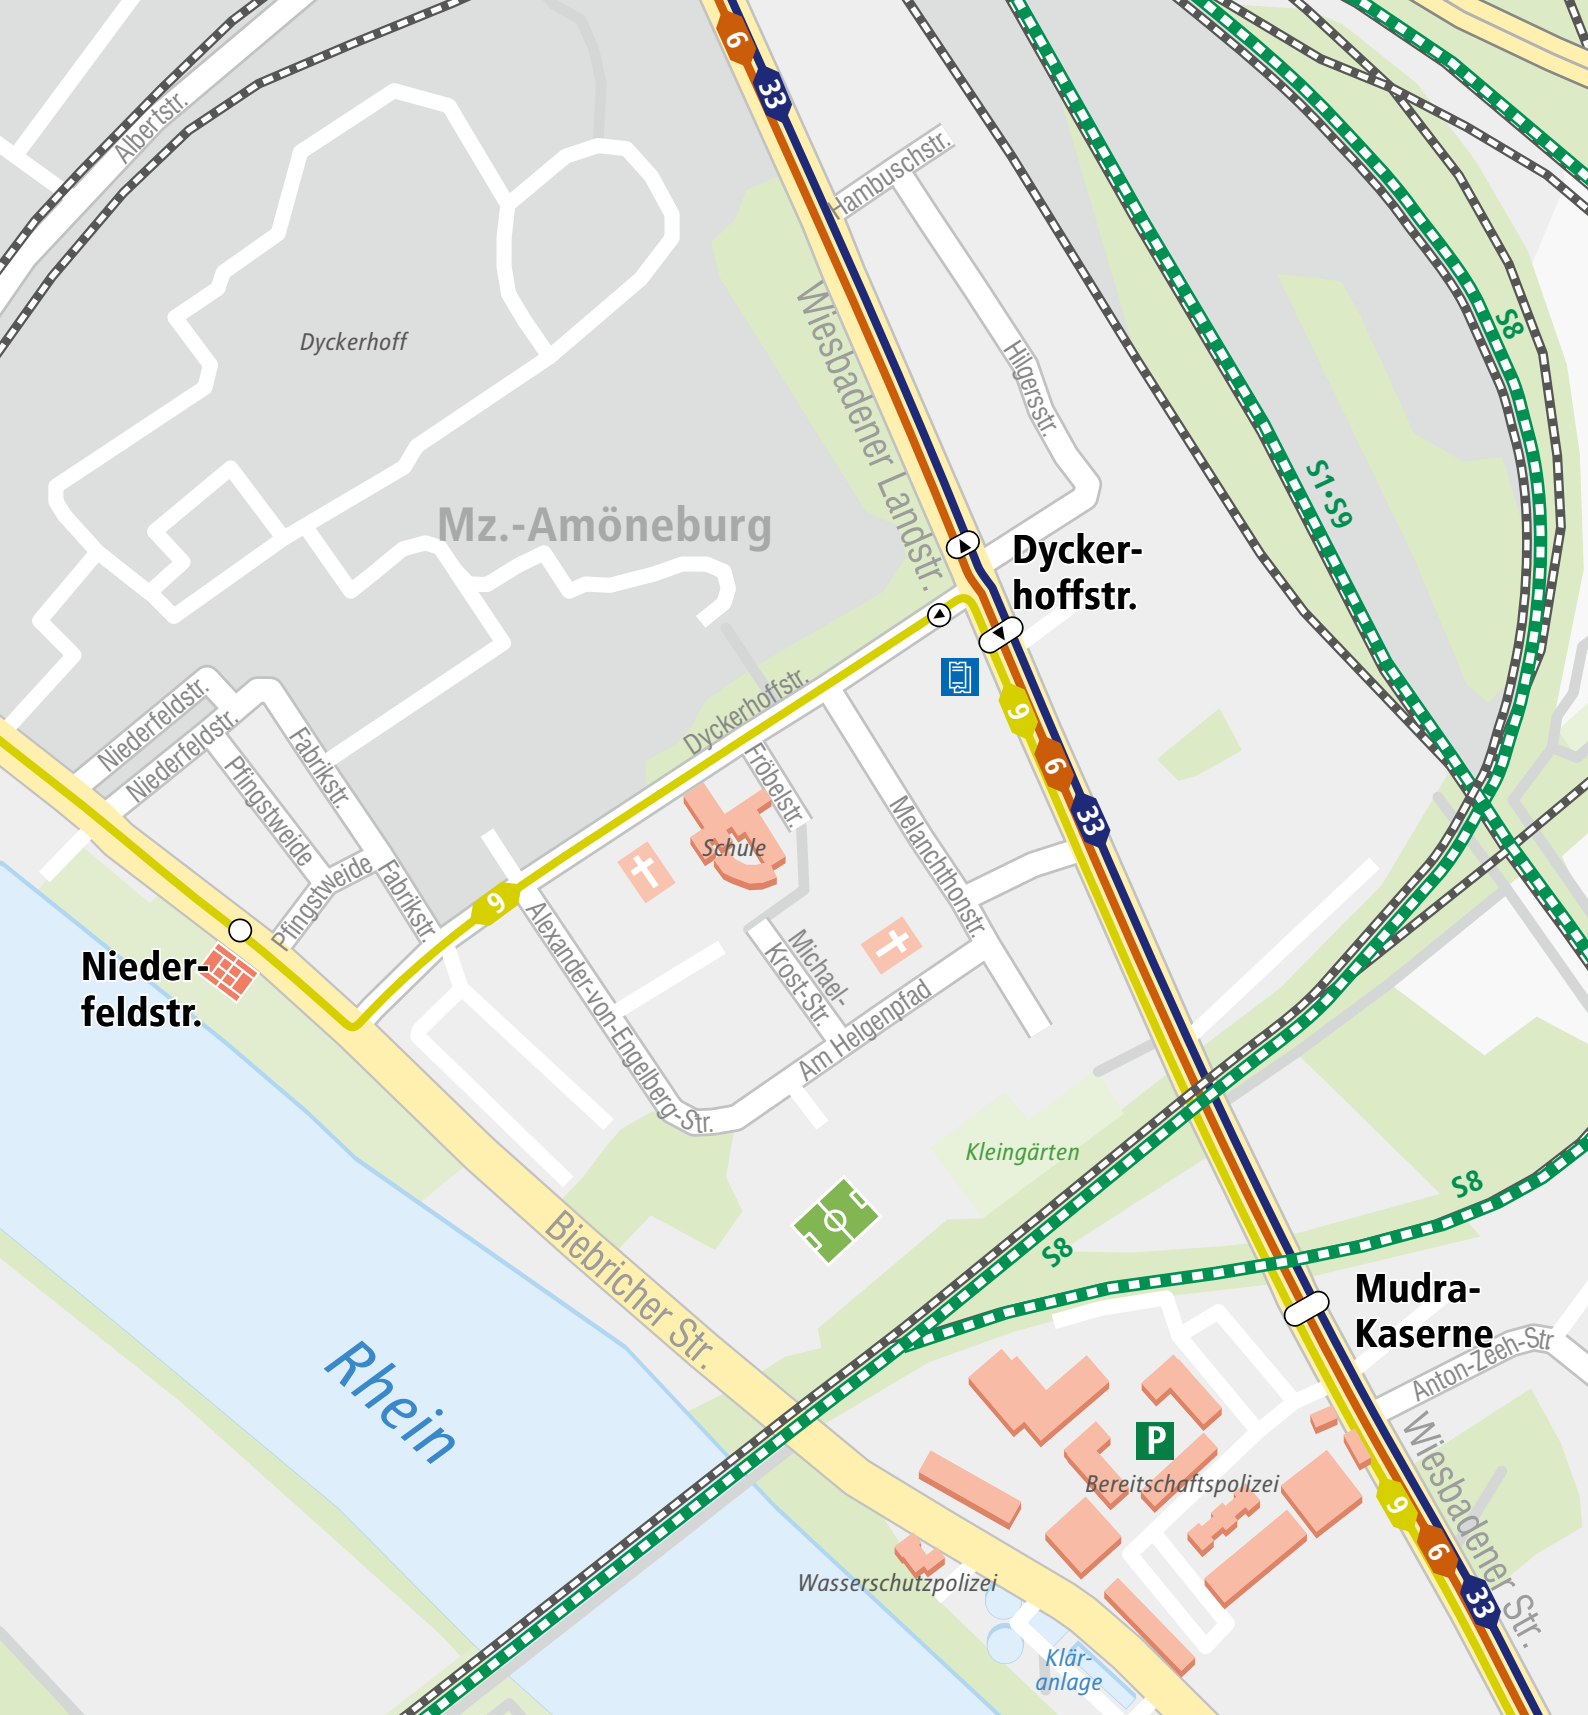 6
33
Albertstr.
Hambuschstr.
Dyckerhoff
Wiesbadener Landstr.
Hilgersstr.
S8
S1•S9
Mz.-Amöneburg
Dycker-
hoffstr.
Niederfeldstr.
Niederfeldstr.
Dyckerhoffstr.
9
6
33
Fabrikstr.
Pfingstweide
Fröbelstr.
Melanchthonstr.
Schule
Pfingstweide
Fabrikstr.
9
Alexander-von-Engelberg-Str.
Michael-
Krost-Str.
Am Helgenpfad
Nieder-
feldstr.
Kleingärten
S8
S8
Biebricher Str.
Mudra-
Kaserne
Anton-Zeeh-Str
Rhein
P
Bereitschaftspolizei
Wiesbadener Str.
9
6
33
Wasserschutzpolizei
Klär-
anlage